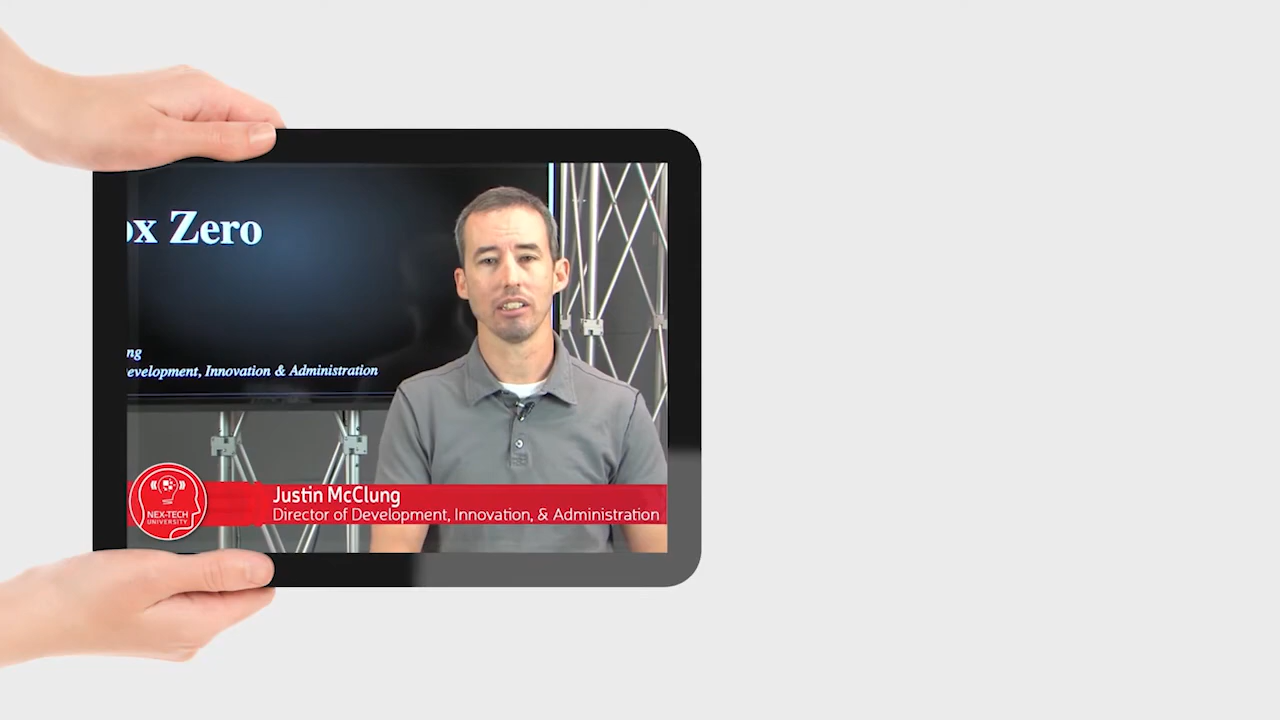 ox Zero
ng
evelopment, Innovation & Administration
NEX-TECH
UNIVERSITY
Justin McClung
Director of Development, Innovation, & Administration